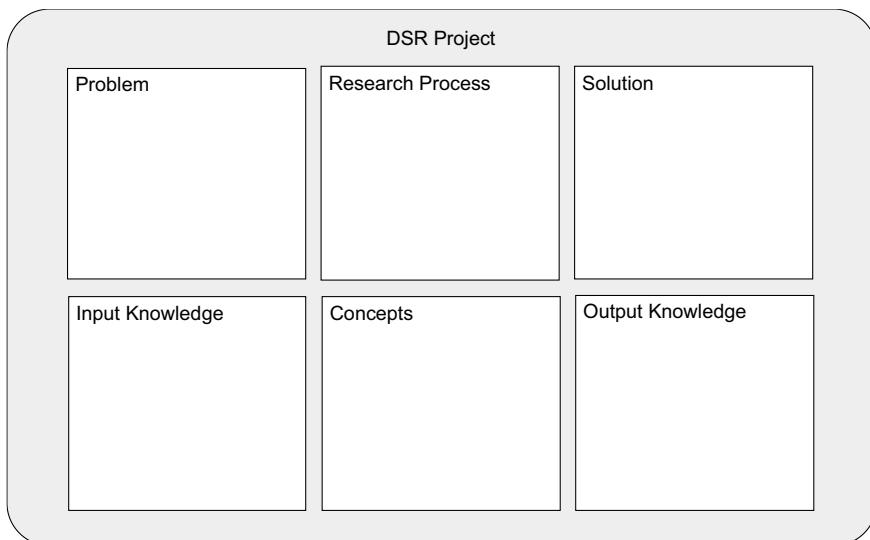 DSR Project
Problem
Research Process
Solution
Input Knowledge
Concepts
Output Knowledge